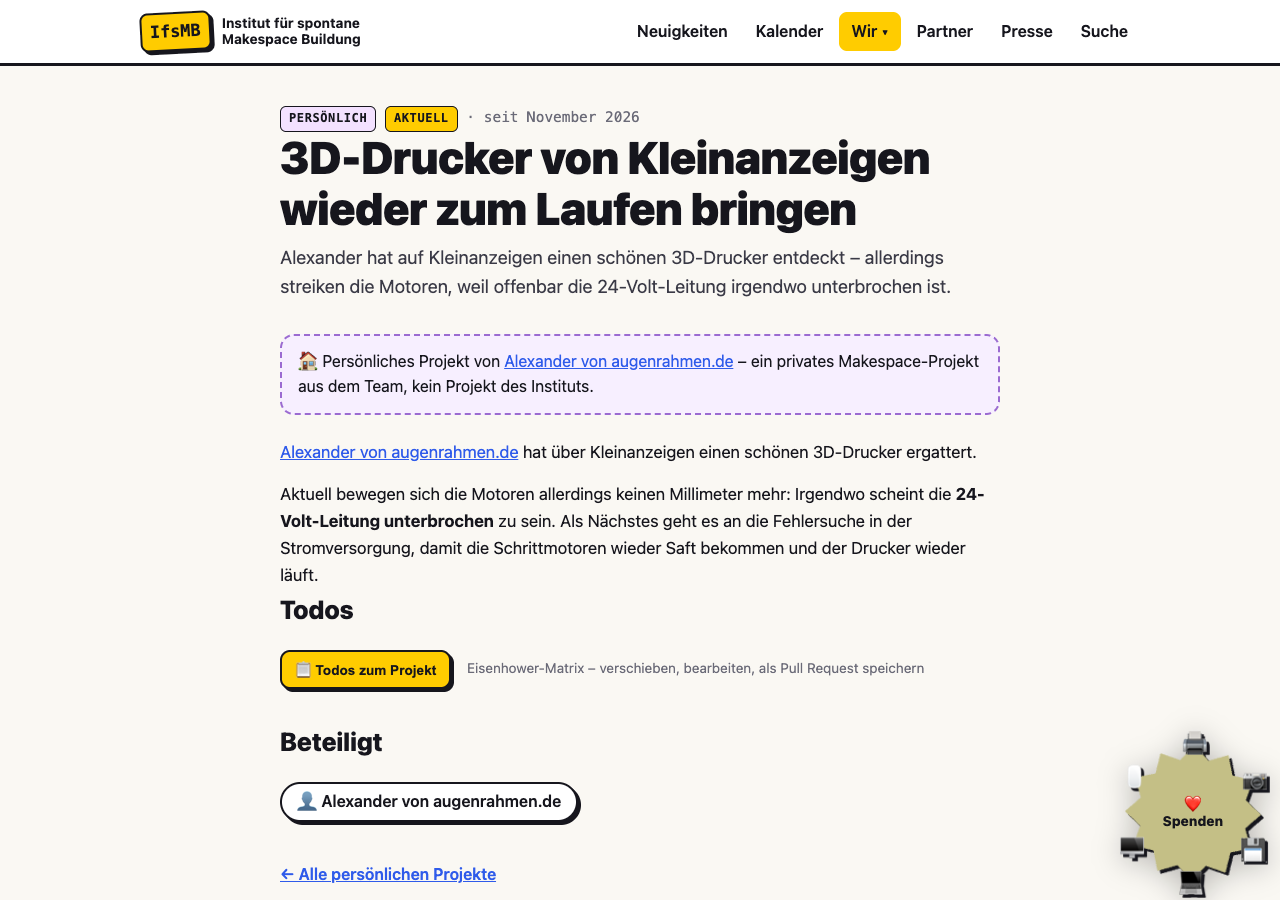 IfsMB
Institut für spontane
Makespace Buildung
Neuigkeiten
Kalender
Wir ▾
Partner
Presse
Suche
PERSÖNLICH
AKTUELL
· seit November 2026
3D-Drucker von Kleinanzeigen
wieder zum Laufen bringen
Alexander hat auf Kleinanzeigen einen schönen 3D-Drucker entdeckt – allerdings
streiken die Motoren, weil offenbar die 24-Volt-Leitung irgendwo unterbrochen ist.
🏠 Persönliches Projekt von Alexander von augenrahmen.de – ein privates Makespace-Projekt
aus dem Team, kein Projekt des Instituts.
Alexander von augenrahmen.de hat über Kleinanzeigen einen schönen 3D-Drucker ergattert.
Aktuell bewegen sich die Motoren allerdings keinen Millimeter mehr: Irgendwo scheint die 24-
Volt-Leitung unterbrochen zu sein. Als Nächstes geht es an die Fehlersuche in der
Stromversorgung, damit die Schrittmotoren wieder Saft bekommen und der Drucker wieder
läuft.
Todos
📋 Todos zum Projekt
Eisenhower-Matrix – verschieben, bearbeiten, als Pull Request speichern
Beteiligt
👤 Alexander von augenrahmen.de
← Alle persönlichen Projekte
❤️
Spenden